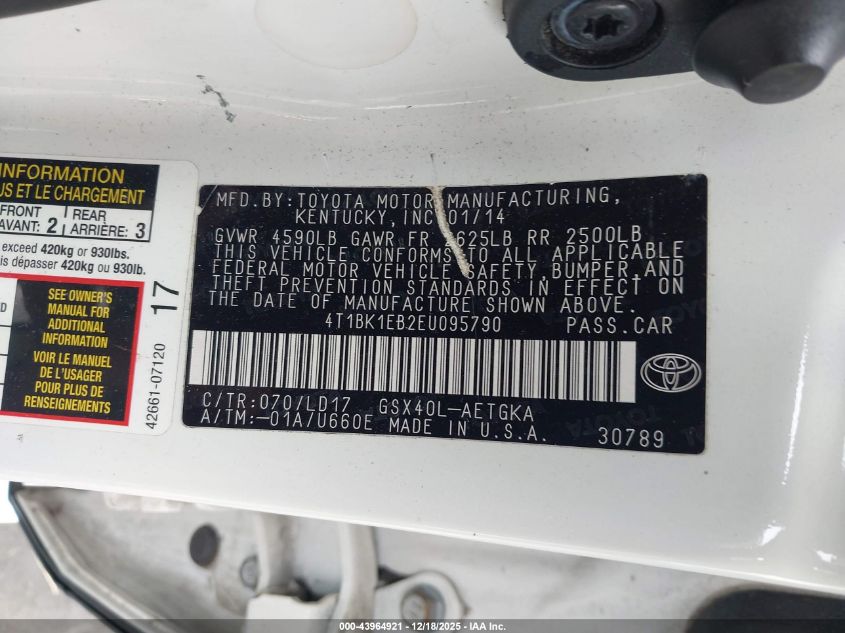 INFORMATION
US ET LE CHARGEMENT
FRONT
AVANT: 2
REAR
ARRIÈRE: 3
exceed 420kg or 930lbs.
is dépasser 420kg ou 930lb.
SEE OWNER'S
MANUAL FOR
ADDITIONAL
INFORMATION
VOIR LE MANUEL
DE L'USAGER
POUR PLUS DE
RENSEIGNEMENTS
42661-07120
17
MFD. BY: TOYOTA MOTOR MANUFACTURING,
KENTUCKY, INC. 01/14
GVWR 4590LB GAWR FR 625LB RR 2500LB
THIS VEHICLE CONFORMS TO ALL APPLICABLE
FEDERAL MOTOR VEHICLE SAFETY, BUMPER, AND
THEFT PREVENTION STANDARDS IN EFFECT ON
THE DATE OF MANUFACTURE SHOWN ABOVE.
4T1BK1EB2EU095790 PASS.CAR
C/TR:070/LD17 GSX40L-AETGKA
A/TM:-01A/U660E MADE IN U.S.A. 30789
000-43964921 - 12/18/2025 - IAA Inc.